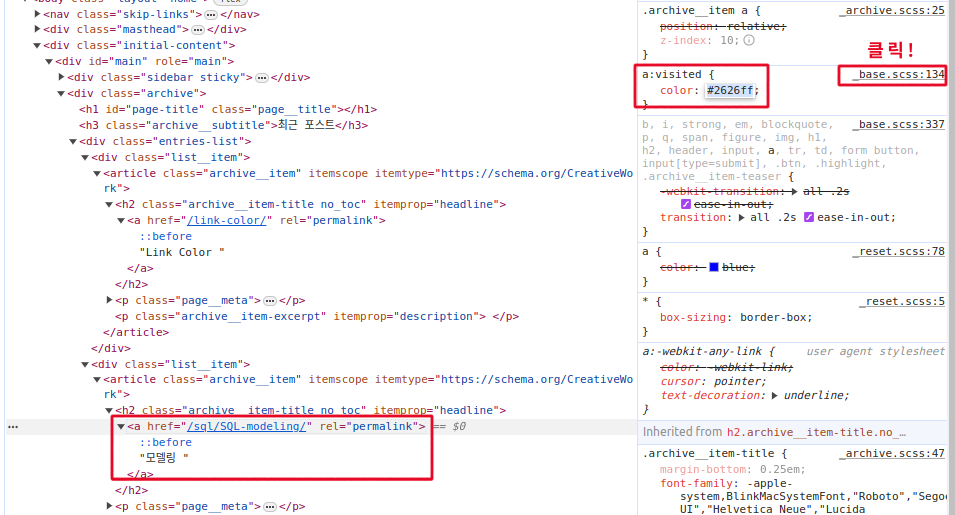 <body class="layout--home"> flex
▶<nav class="skip-links"> ⋯ </nav>
▶<div class="masthead"> ⋯ </div>
▼<div class="initial-content">
▼<div id="main" role="main">
▶<div class="sidebar sticky"> ⋯ </div>
▼<div class="archive">
<h1 id="page-title" class="page__title"></h1>
<h3 class="archive__subtitle">최근 포스트</h3>
▼<div class="entries-list">
▼<div class="list__item">
▼<article class="archive__item" itemscope itemtype="https://schema.org/CreativeWo
rk">
▼<h2 class="archive__item-title no_toc" itemprop="headline">
▼<a href="/link-color/" rel="permalink">
::before
"Link Color "
</a>
</h2>
▶<p class="page__meta"> ⋯ </p>
<p class="archive__item-excerpt" itemprop="description"> </p>
</article>
</div>
▼<div class="list__item">
▼<article class="archive__item" itemscope itemtype="https://schema.org/CreativeWo
rk">
▼<h2 class="archive__item-title no_toc" itemprop="headline">
⋯ ▼<a href="/sql/SQL-modeling/" rel="permalink"> == $0
::before
"모델링 "
</a>
</h2>
▶<p class="page__meta"> ⋯ </p>
.archive__item a { _archive.scss:25
position: relative;
z-index: 10;
}
클릭!
a:visited { _base.scss:134
color: #2626ff;
}
b, i, strong, em, blockquote, _base.scss:337
p, q, span, figure, img, h1,
h2, header, input, a, tr, td, form button,
input[type=submit], .btn, .highlight,
.archive__item-teaser {
-webkit-transition: ▶ all .2s
ease-in-out;
transition: ▶ all .2s ease-in-out;
}
a { _reset.scss:78
color: blue;
}
* { _reset.scss:5
box-sizing: border-box;
}
a:-webkit-any-link { user agent stylesheet
color: -webkit-link;
cursor: pointer;
text-decoration: ▶ underline;
}
Inherited from h2.archive__item-title.no_…
.archive__item-title { _archive.scss:47
margin-bottom: 0.25em;
font-family: -apple-
system,BlinkMacSystemFont,"Roboto","Segoe
UI","Helvetica Neue","Lucida